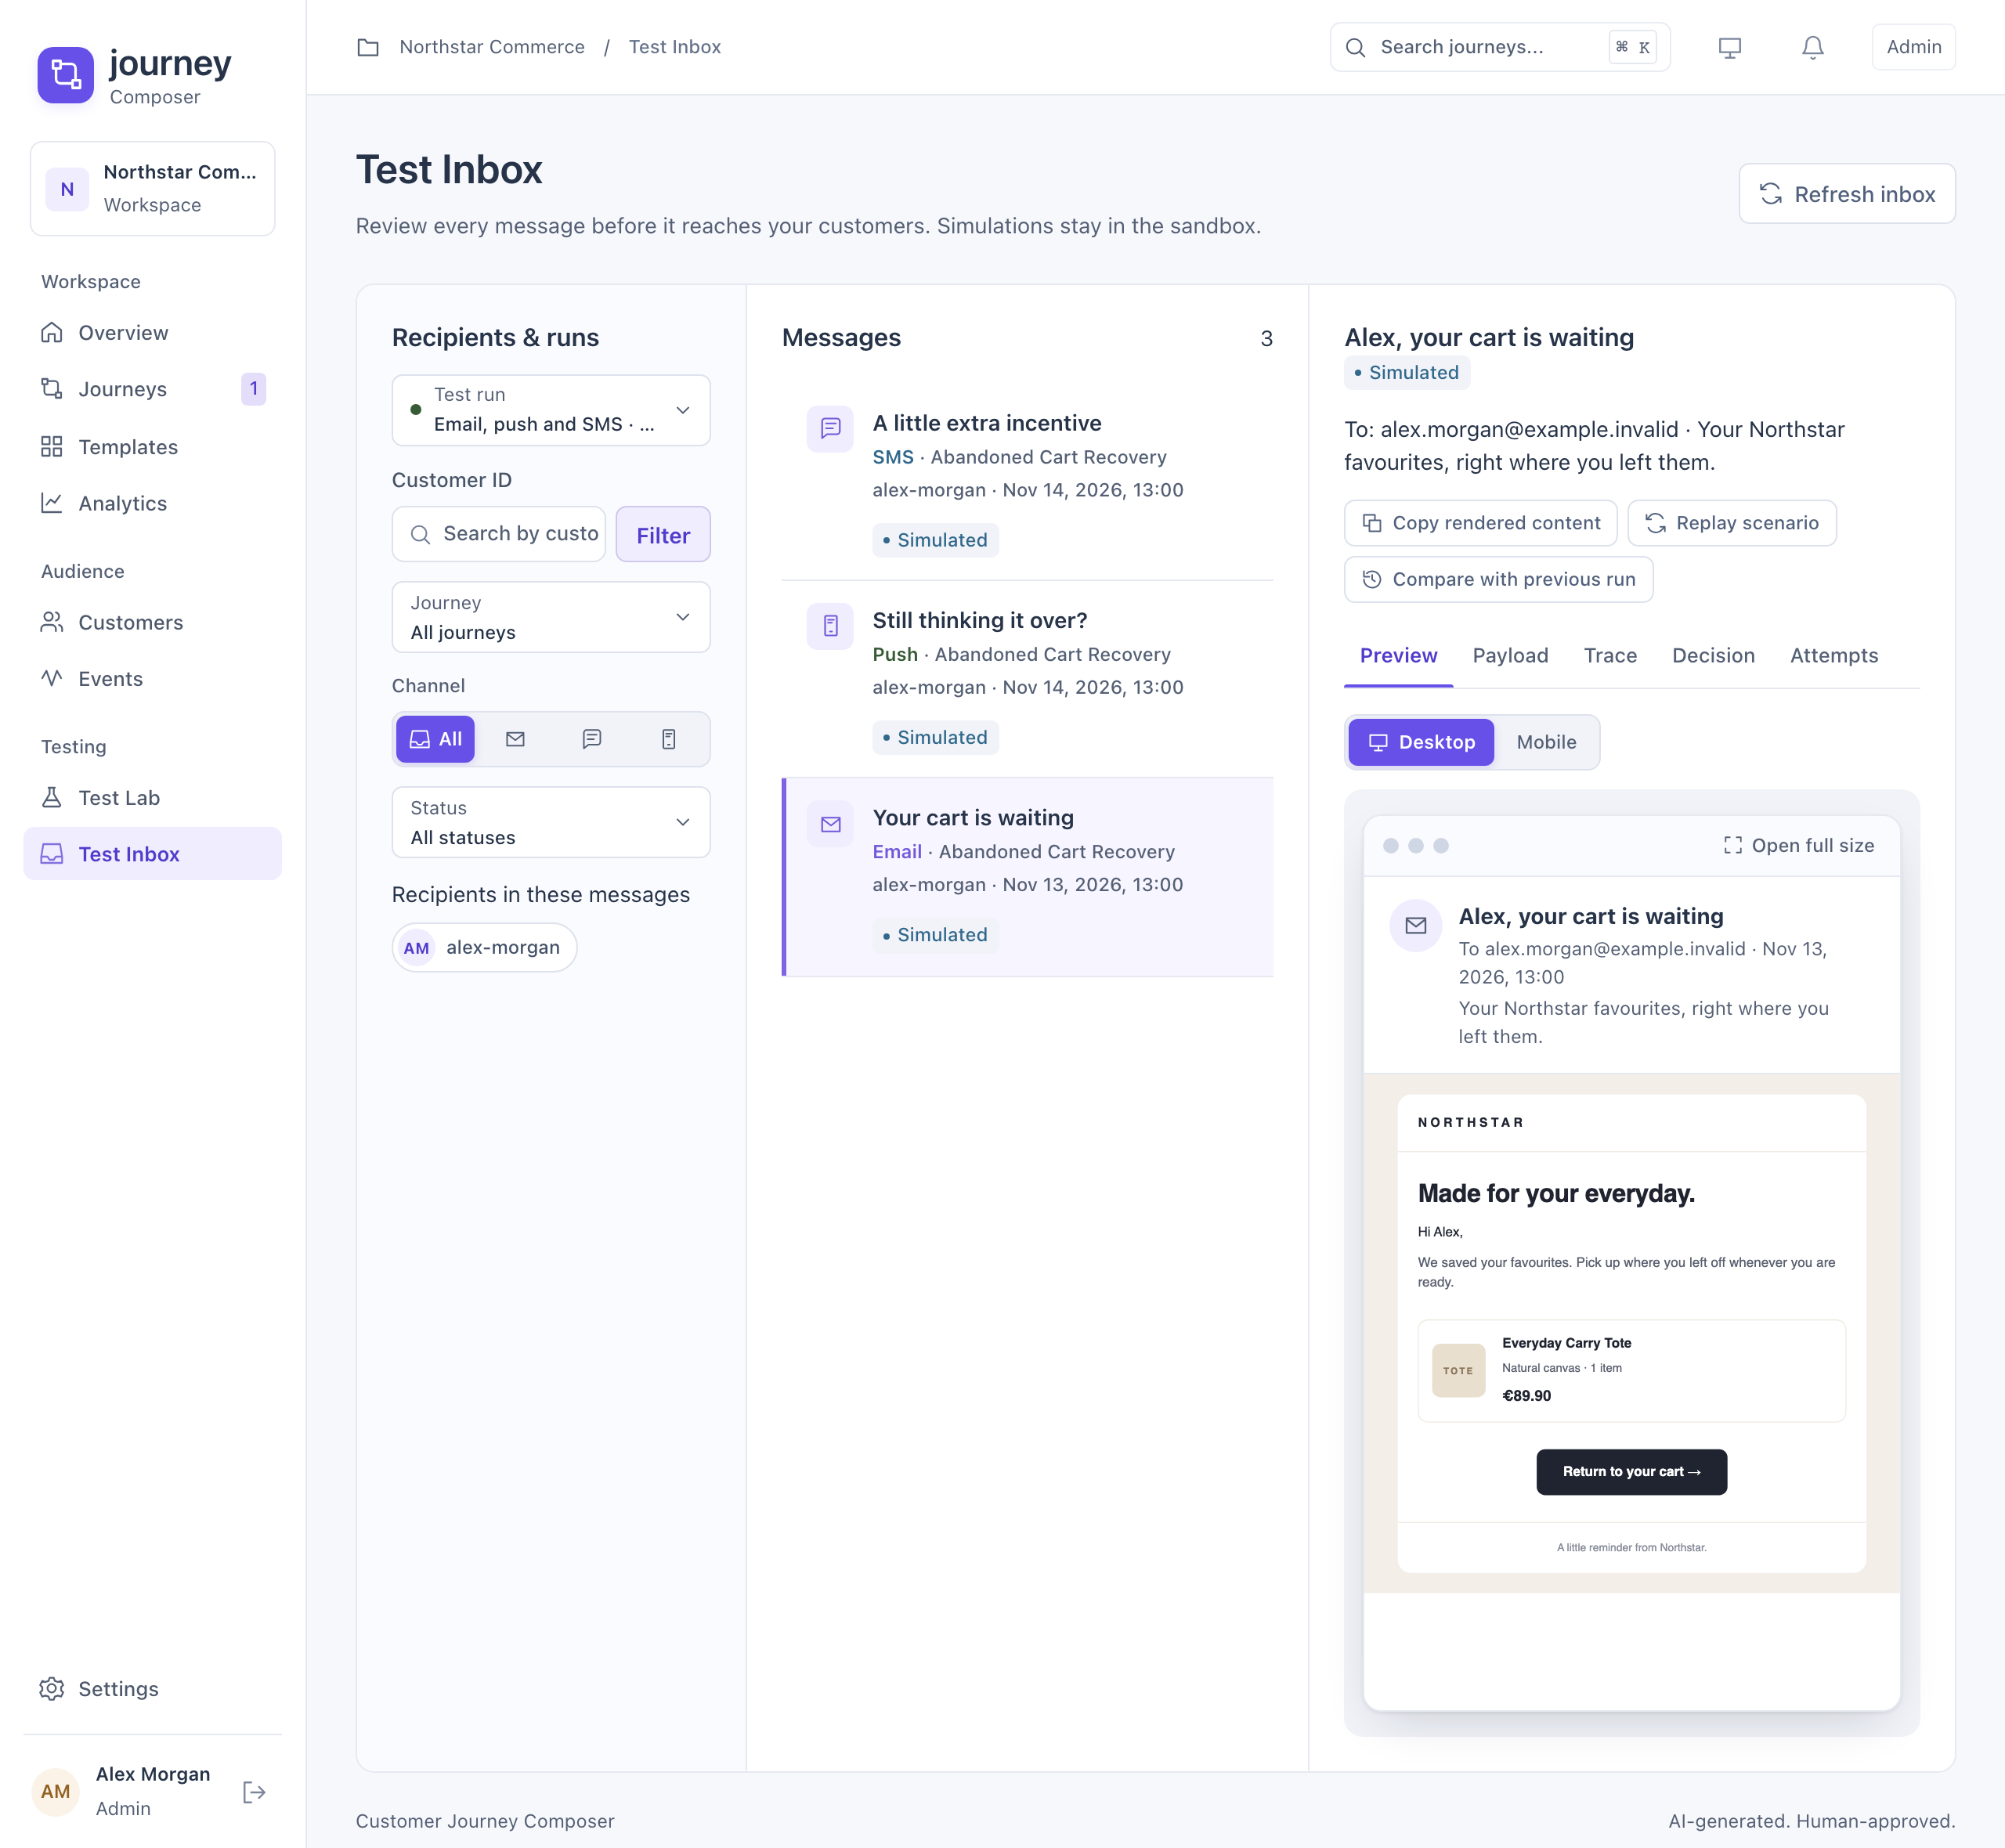 journey
Composer
N
Northstar Com...
Workspace
Workspace
Overview
Journeys
1
Templates
Analytics
Audience
Customers
Events
Testing
Test Lab
Test Inbox
Settings
AM
Alex Morgan
Admin
Northstar Commerce / Test Inbox
Search journeys...
⌘ K
Admin
Test Inbox
Review every message before it reaches your customers. Simulations stay in the sandbox.
Refresh inbox
Recipients & runs
Test run
Email, push and SMS · ...
Customer ID
Search by custo
Filter
Journey
All journeys
Channel
All
Status
All statuses
Recipients in these messages
AM
alex-morgan
Messages
3
A little extra incentive
SMS · Abandoned Cart Recovery
alex-morgan · Nov 14, 2026, 13:00
• Simulated
Still thinking it over?
Push · Abandoned Cart Recovery
alex-morgan · Nov 14, 2026, 13:00
• Simulated
Your cart is waiting
Email · Abandoned Cart Recovery
alex-morgan · Nov 13, 2026, 13:00
• Simulated
Alex, your cart is waiting
• Simulated
To: alex.morgan@example.invalid · Your Northstar
favourites, right where you left them.
Copy rendered content
Replay scenario
Compare with previous run
Preview
Payload
Trace
Decision
Attempts
Desktop
Mobile
Open full size
Alex, your cart is waiting
To alex.morgan@example.invalid · Nov 13,
2026, 13:00
Your Northstar favourites, right where you
left them.
NORTHSTAR
Made for your everyday.
Hi Alex,
We saved your favourites. Pick up where you left off whenever you are
ready.
TOTE
Everyday Carry Tote
Natural canvas · 1 item
€89.90
Return to your cart →
A little reminder from Northstar.
Customer Journey Composer
AI-generated. Human-approved.